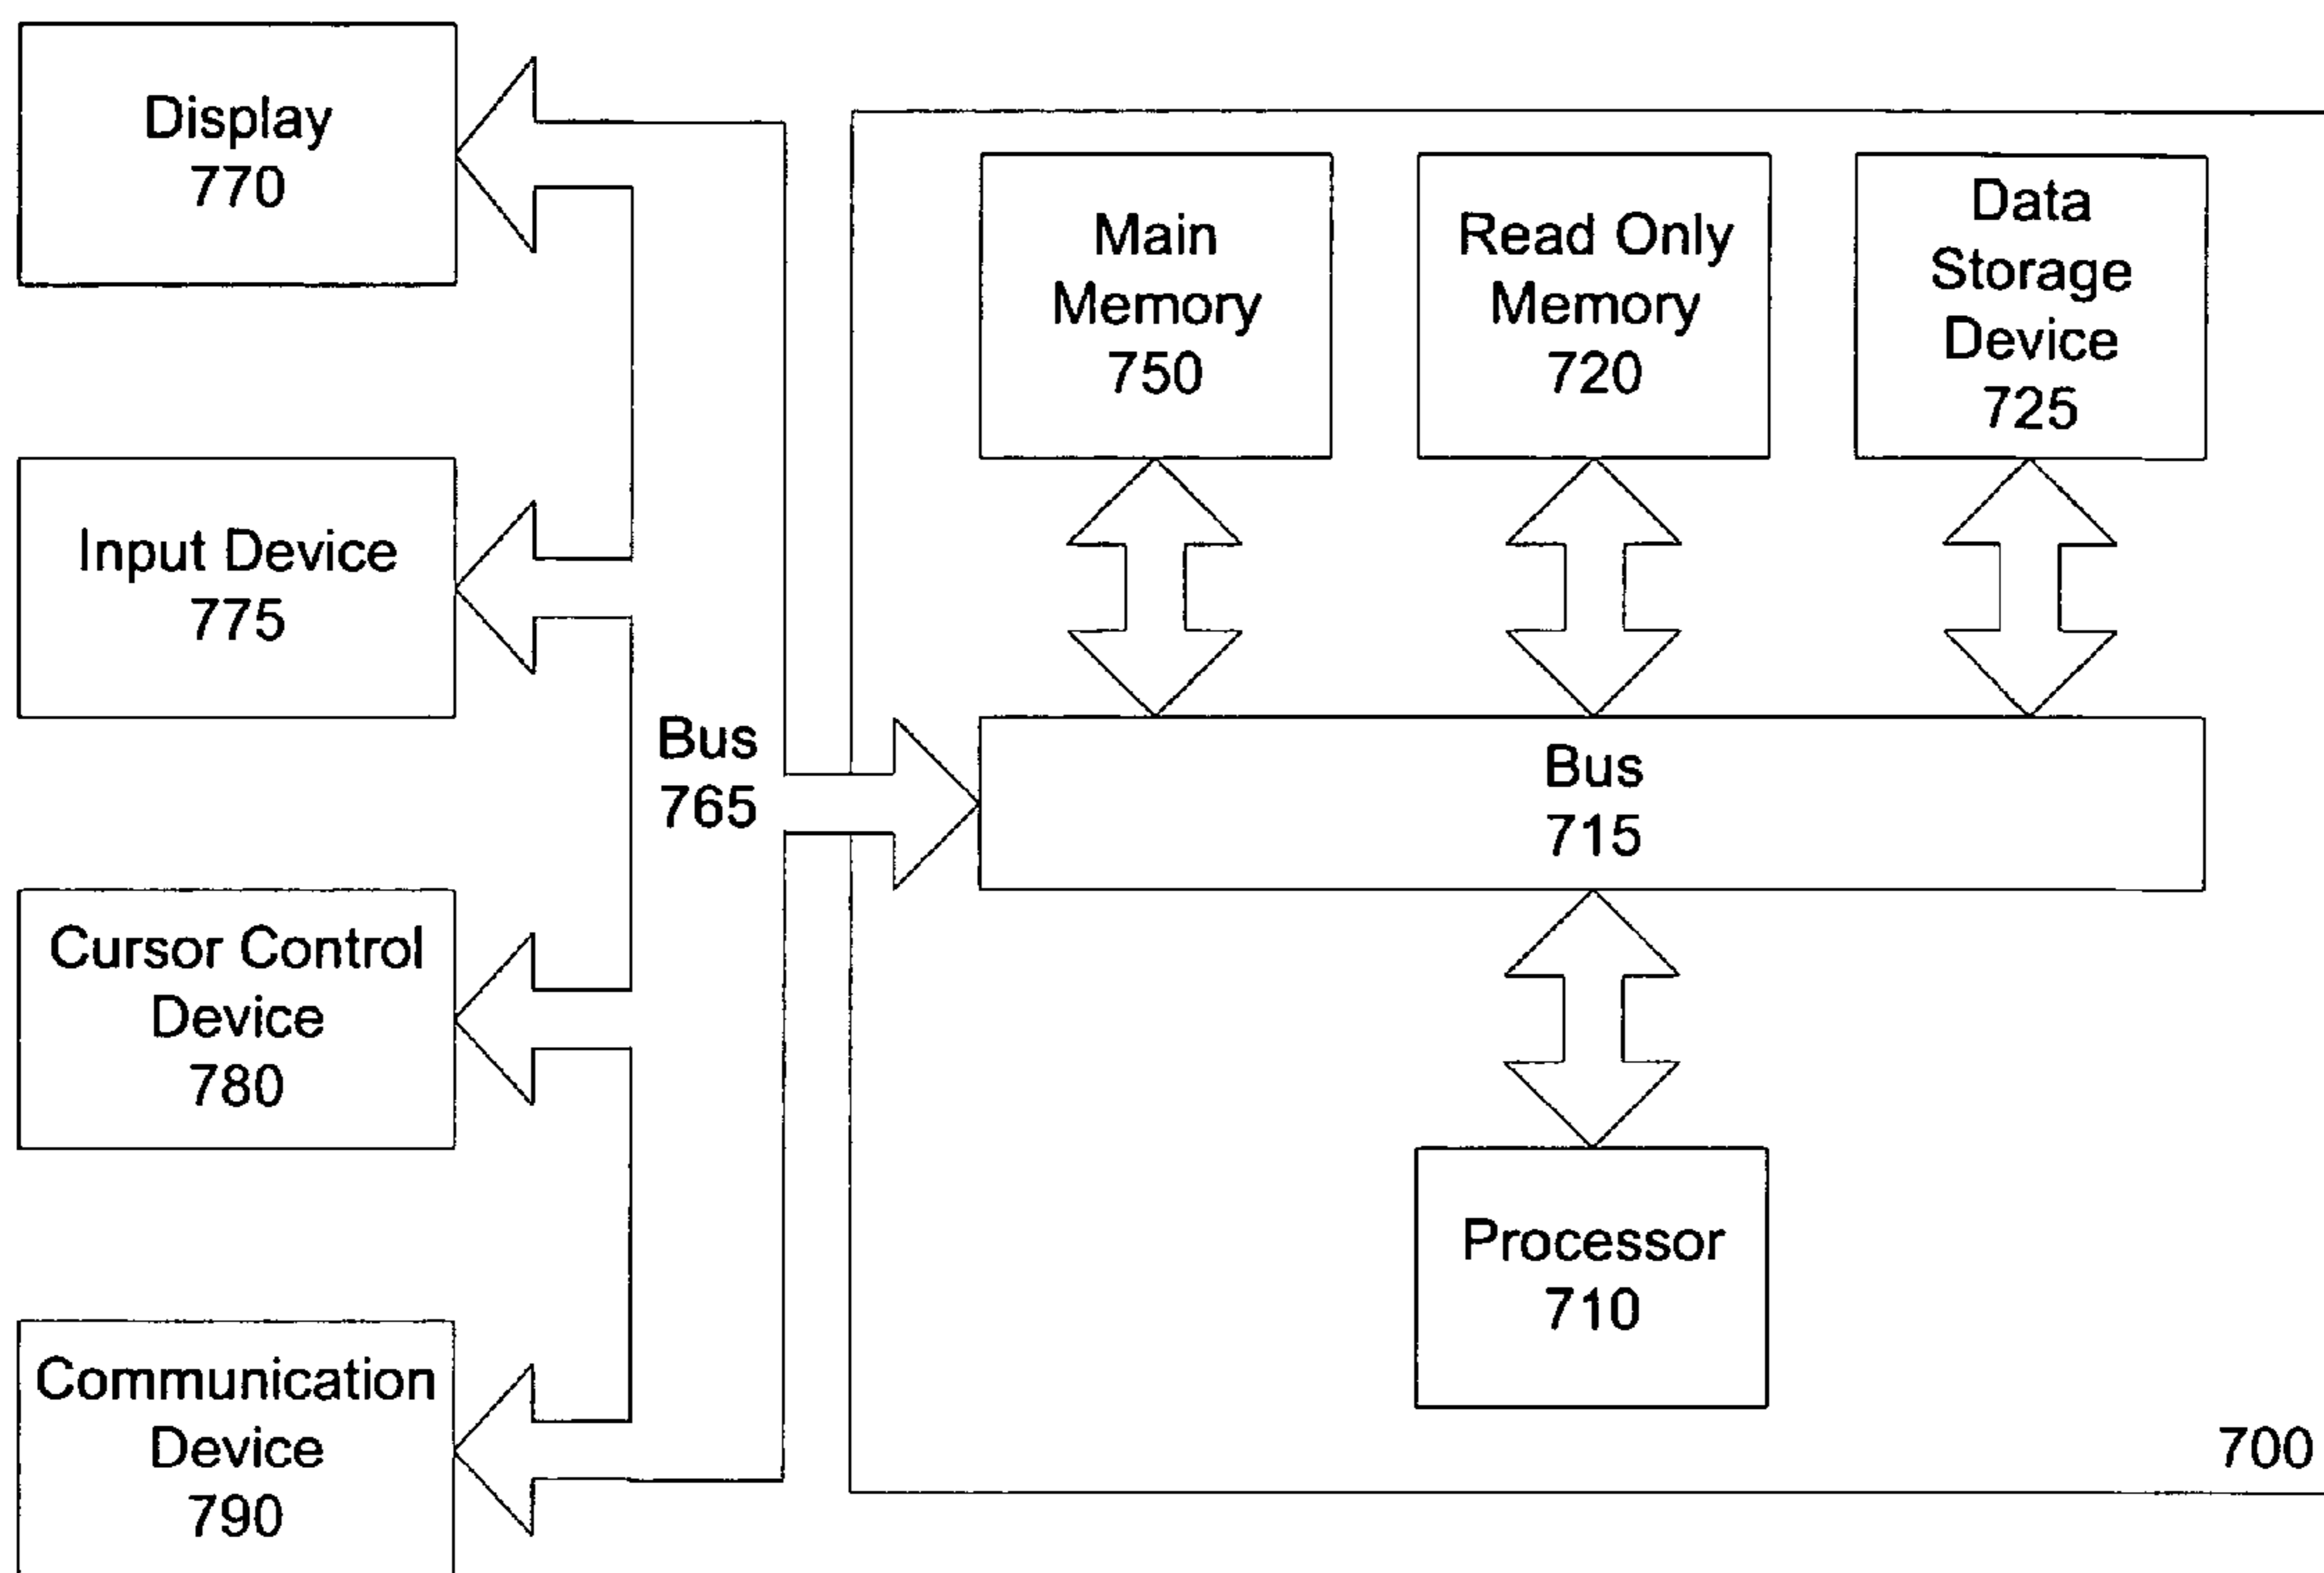 Display
770
Input Device
775
Cursor Control
Device
780
Communication
Device
790
Bus
765
Main
Memory
750
Read Only
Memory
720
Data
Storage
Device
725
Bus
715
Processor
710
700